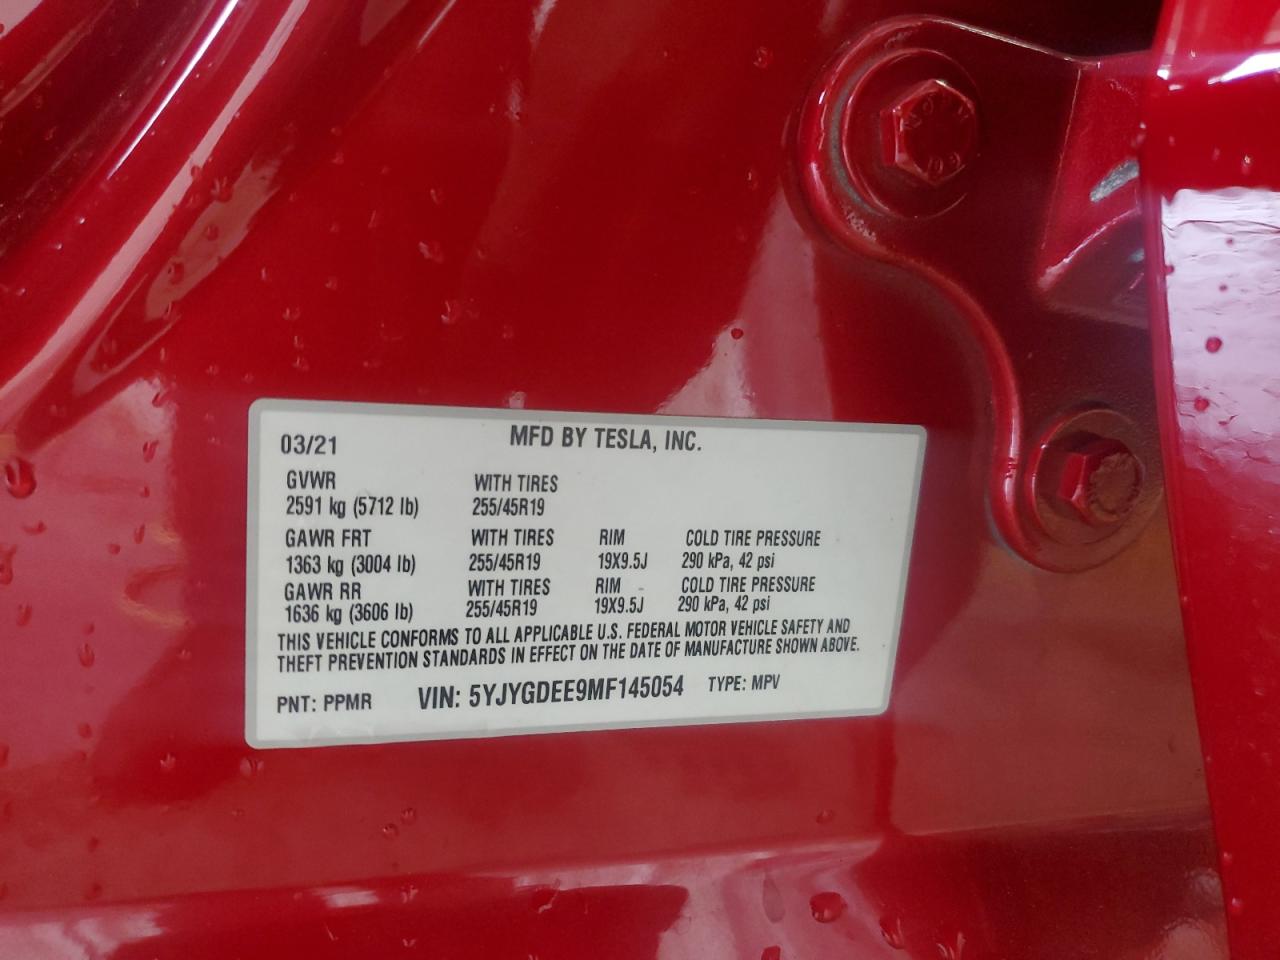 03/21 MFD BY TESLA, INC.
GVWR WITH TIRES
2591 kg (5712 lb) 255/45R19
GAWR FRT WITH TIRES RIM COLD TIRE PRESSURE
1363 kg (3004 lb) 255/45R19 19X9.5J 290 kPa, 42 psi
GAWR RR WITH TIRES RIM COLD TIRE PRESSURE
1636 kg (3606 lb) 255/45R19 19X9.5J 290 kPa, 42 psi
THIS VEHICLE CONFORMS TO ALL APPLICABLE U.S. FEDERAL MOTOR VEHICLE SAFETY AND
THEFT PREVENTION STANDARDS IN EFFECT ON THE DATE OF MANUFACTURE SHOWN ABOVE.
PNT: PPMR VIN: 5YJYGDEE9MF145054 TYPE: MPV